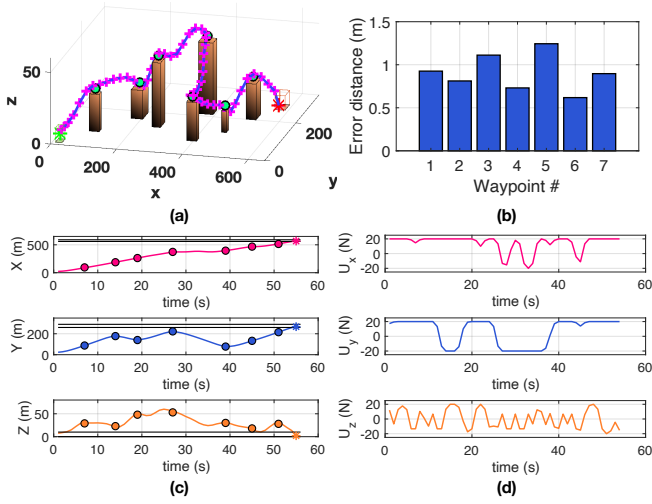 z
50
0
0
200
400
600
x
0
200
y
(a)
Error distance (m)
1.5
1
0.5
0
1 2 3 4 5 6 7
Waypoint #
(b)
X (m)
500
0
0 10 20 30 40 50 60
time (s)
Y (m)
200
0
0 10 20 30 40 50 60
time (s)
Z (m)
50
0
0 10 20 30 40 50 60
time (s)
(c)
U_x (N)
20
0
-20
0 20 40 60
time (s)
U_y (N)
20
0
-20
0 20 40 60
time (s)
U_z (N)
20
0
-20
0 20 40 60
time (s)
(d)